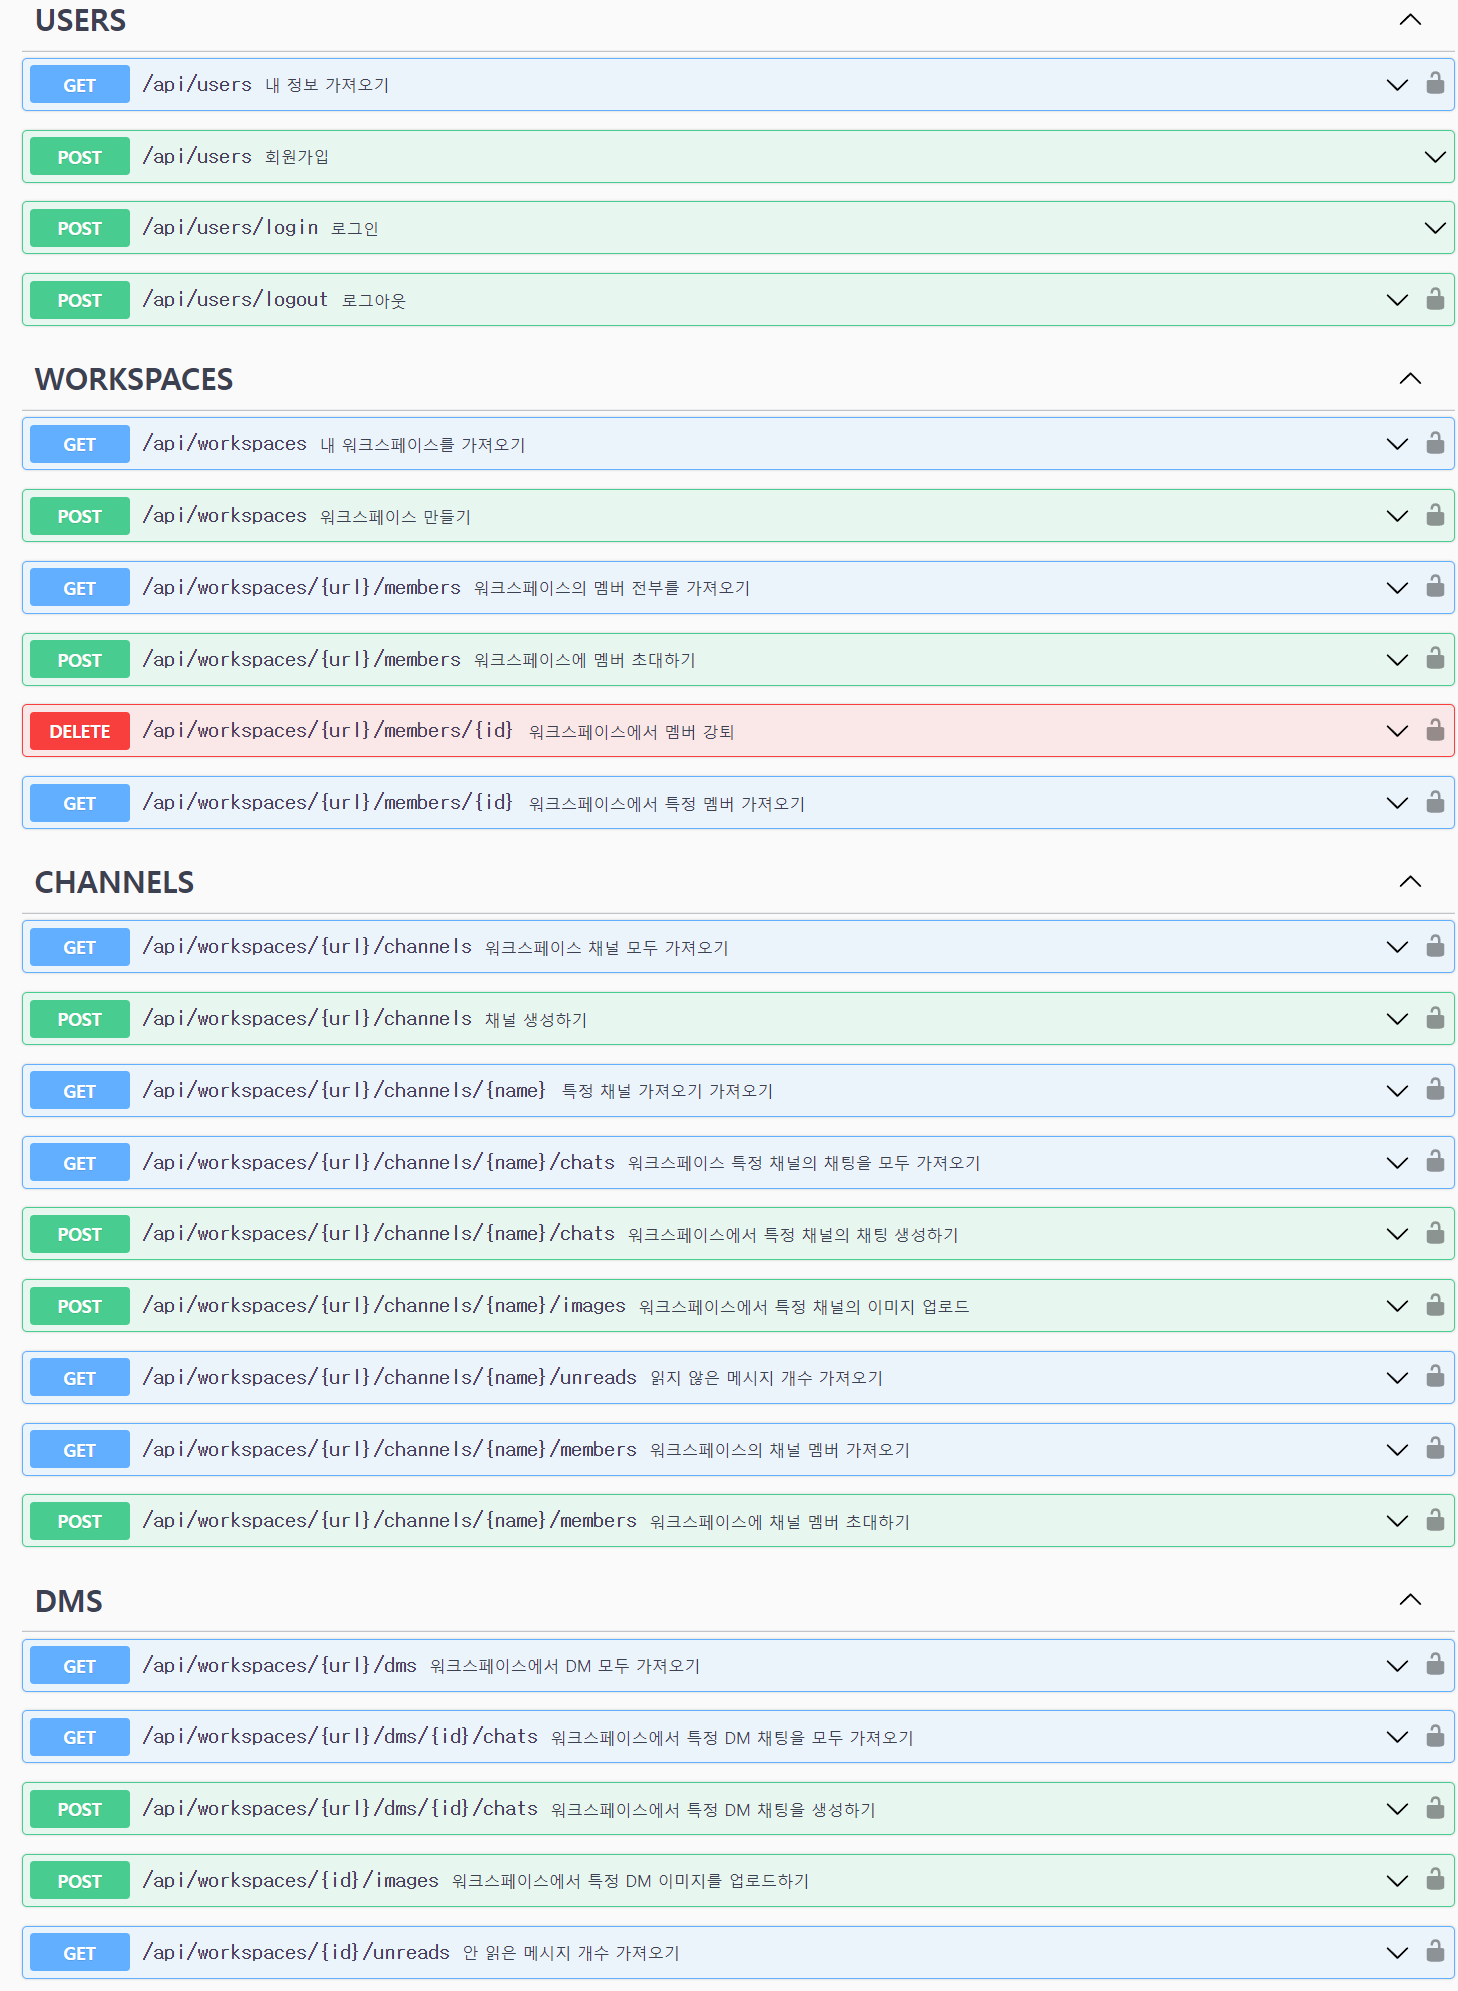 USERS
GET /api/users 내 정보 가져오기
POST /api/users 회원가입
POST /api/users/login 로그인
POST /api/users/logout 로그아웃
WORKSPACES
GET /api/workspaces 내 워크스페이스를 가져오기
POST /api/workspaces 워크스페이스 만들기
GET /api/workspaces/{url}/members 워크스페이스의 멤버 전부를 가져오기
POST /api/workspaces/{url}/members 워크스페이스에 멤버 초대하기
DELETE /api/workspaces/{url}/members/{id} 워크스페이스에서 멤버 강퇴
GET /api/workspaces/{url}/members/{id} 워크스페이스에서 특정 멤버 가져오기
CHANNELS
GET /api/workspaces/{url}/channels 워크스페이스 채널 모두 가져오기
POST /api/workspaces/{url}/channels 채널 생성하기
GET /api/workspaces/{url}/channels/{name} 특정 채널 가져오기 가져오기
GET /api/workspaces/{url}/channels/{name}/chats 워크스페이스 특정 채널의 채팅을 모두 가져오기
POST /api/workspaces/{url}/channels/{name}/chats 워크스페이스에서 특정 채널의 채팅 생성하기
POST /api/workspaces/{url}/channels/{name}/images 워크스페이스에서 특정 채널의 이미지 업로드
GET /api/workspaces/{url}/channels/{name}/unreads 읽지 않은 메시지 개수 가져오기
GET /api/workspaces/{url}/channels/{name}/members 워크스페이스의 채널 멤버 가져오기
POST /api/workspaces/{url}/channels/{name}/members 워크스페이스에 채널 멤버 초대하기
DMS
GET /api/workspaces/{url}/dms 워크스페이스에서 DM 모두 가져오기
GET /api/workspaces/{url}/dms/{id}/chats 워크스페이스에서 특정 DM 채팅을 모두 가져오기
POST /api/workspaces/{url}/dms/{id}/chats 워크스페이스에서 특정 DM 채팅을 생성하기
POST /api/workspaces/{id}/images 워크스페이스에서 특정 DM 이미지를 업로드하기
GET /api/workspaces/{id}/unreads 안 읽은 메시지 개수 가져오기